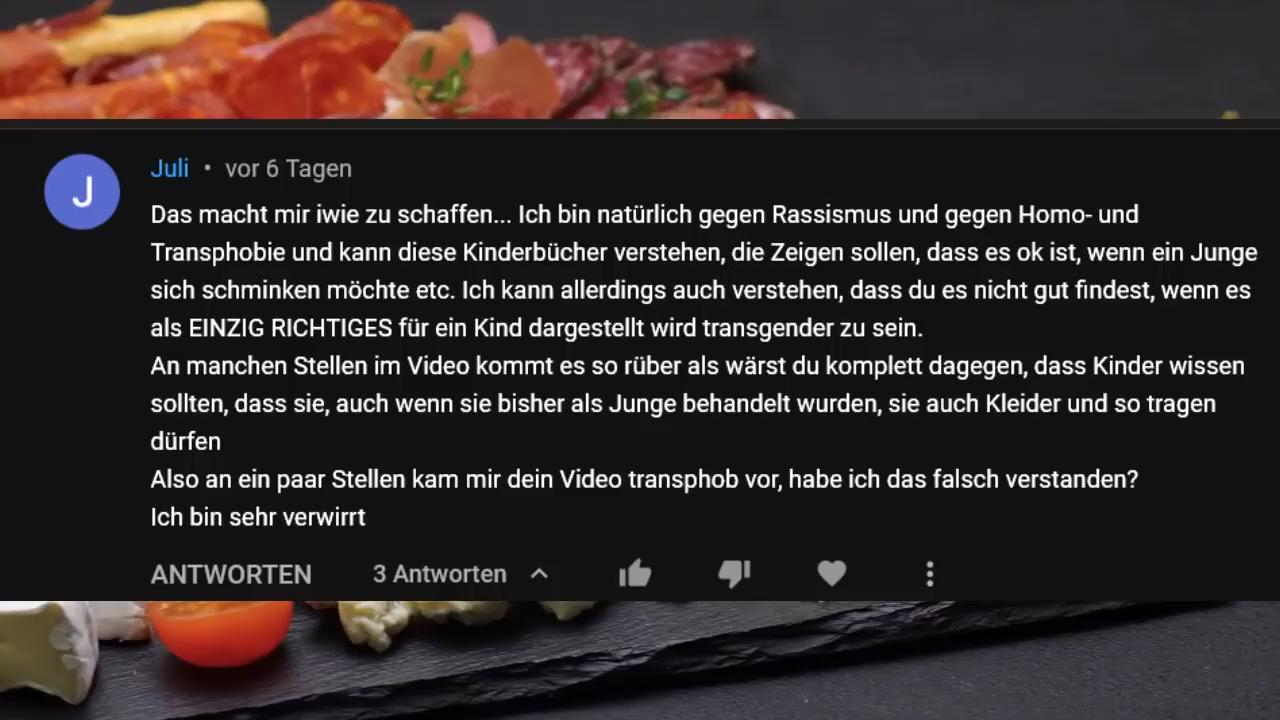 J
Juli • vor 6 Tagen
Das macht mir iwie zu schaffen... Ich bin natürlich gegen Rassismus und gegen Homo- und
Transphobie und kann diese Kinderbücher verstehen, die Zeigen sollen, dass es ok ist, wenn ein Junge
sich schminken möchte etc. Ich kann allerdings auch verstehen, dass du es nicht gut findest, wenn es
als EINZIG RICHTIGES für ein Kind dargestellt wird transgender zu sein.
An manchen Stellen im Video kommt es so rüber als wärst du komplett dagegen, dass Kinder wissen
sollten, dass sie, auch wenn sie bisher als Junge behandelt wurden, sie auch Kleider und so tragen
dürfen
Also an ein paar Stellen kam mir dein Video transphob vor, habe ich das falsch verstanden?
Ich bin sehr verwirrt
ANTWORTEN 3 Antworten